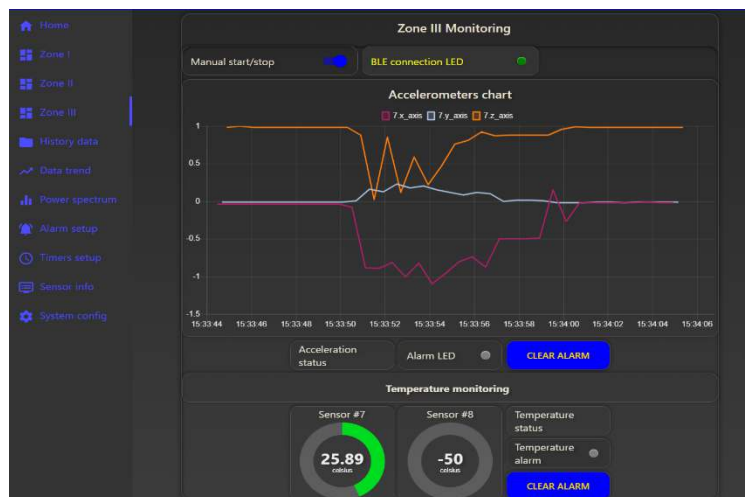 Home
Zone I
Zone II
Zone III
History data
Data trend
Power spectrum
Alarm setup
Timers setup
Sensor info
System config
Zone III Monitoring
Manual start/stop
BLE connection LED
Accelerometers chart
7.x_axis 7.y_axis 7.z_axis
1
0.5
0
-0.5
-1
-1.5
15:33:44 15:33:46 15:33:48 15:33:50 15:33:52 15:33:54 15:33:56 15:33:58 15:34:00 15:34:02 15:34:04 15:34:06
Acceleration
status
Alarm LED
CLEAR ALARM
Temperature monitoring
Sensor #7
25.89
celsius
Sensor #8
-50
celsius
Temperature
status
Temperature
alarm
CLEAR ALARM